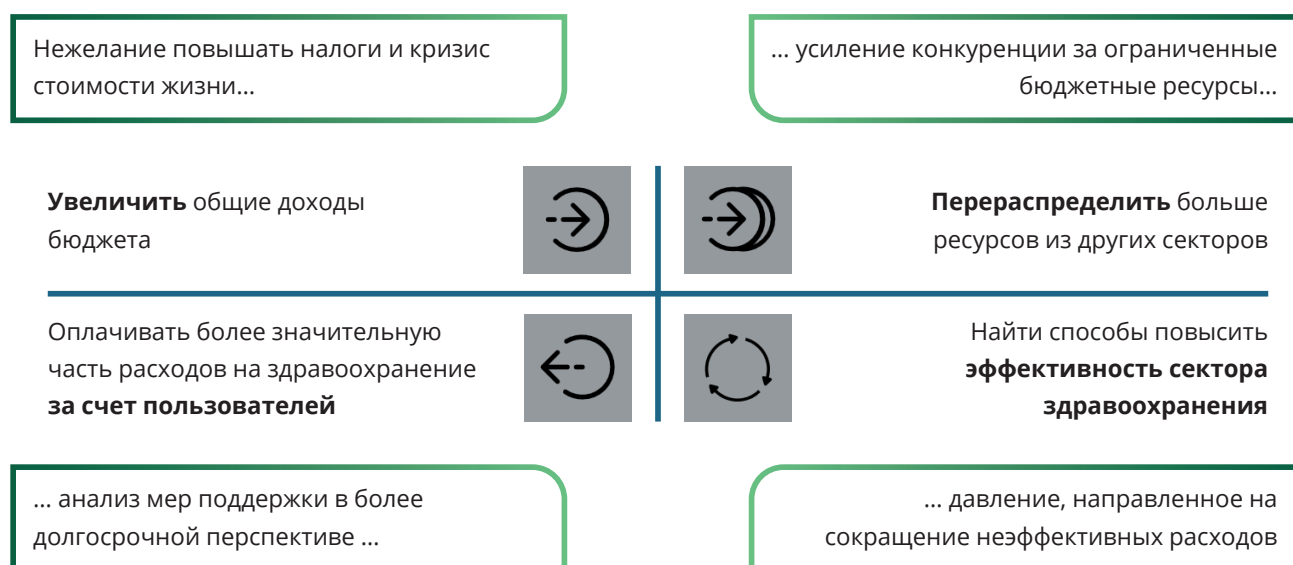 Нежелание повышать налоги и кризис
стоимости жизни...
... усиление конкуренции за ограниченные
бюджетные ресурсы...
Увеличить общие доходы
бюджета
Перераспределить больше
ресурсов из других секторов
Оплачивать более значительную
часть расходов на здравоохранение
за счет пользователей
Найти способы повысить
эффективность сектора
здравоохранения
... анализ мер поддержки в более
долгосрочной перспективе ...
... давление, направленное на
сокращение неэффективных расходов